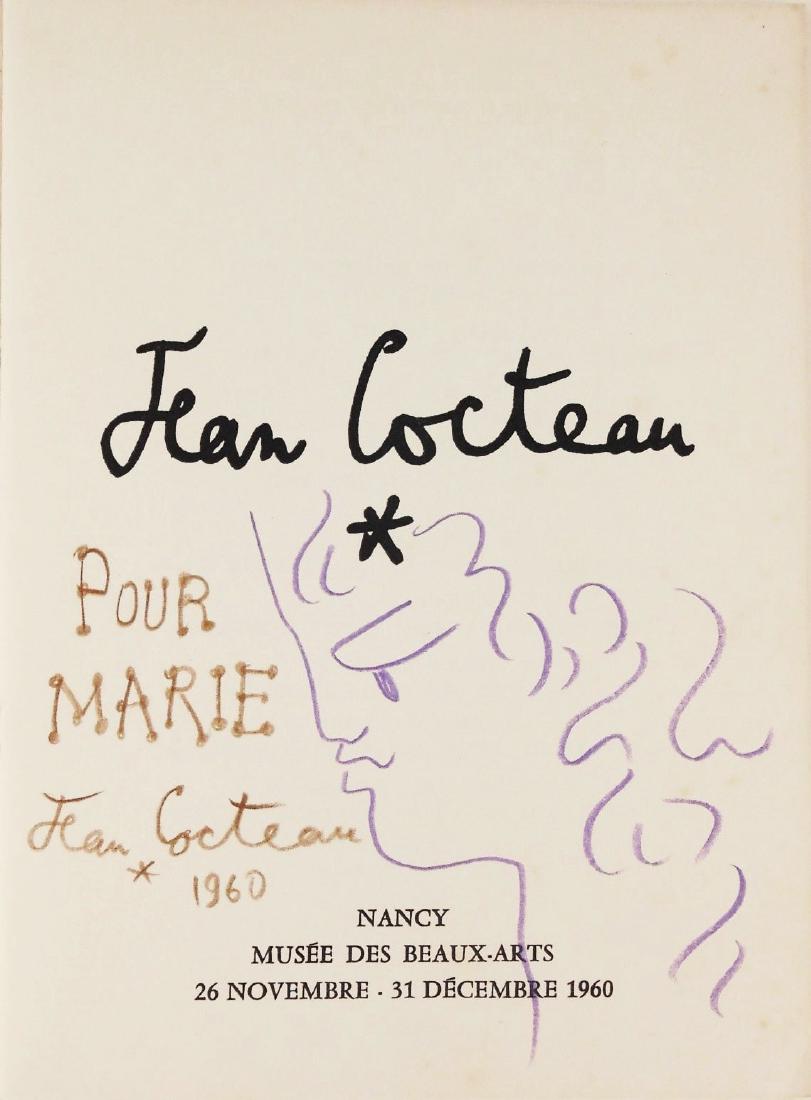 Jean Cocteau
*
POUR
MARIE
Jean Cocteau
* 1960
NANCY
MUSÉE DES BEAUX-ARTS
26 NOVEMBRE - 31 DÉCEMBRE 1960